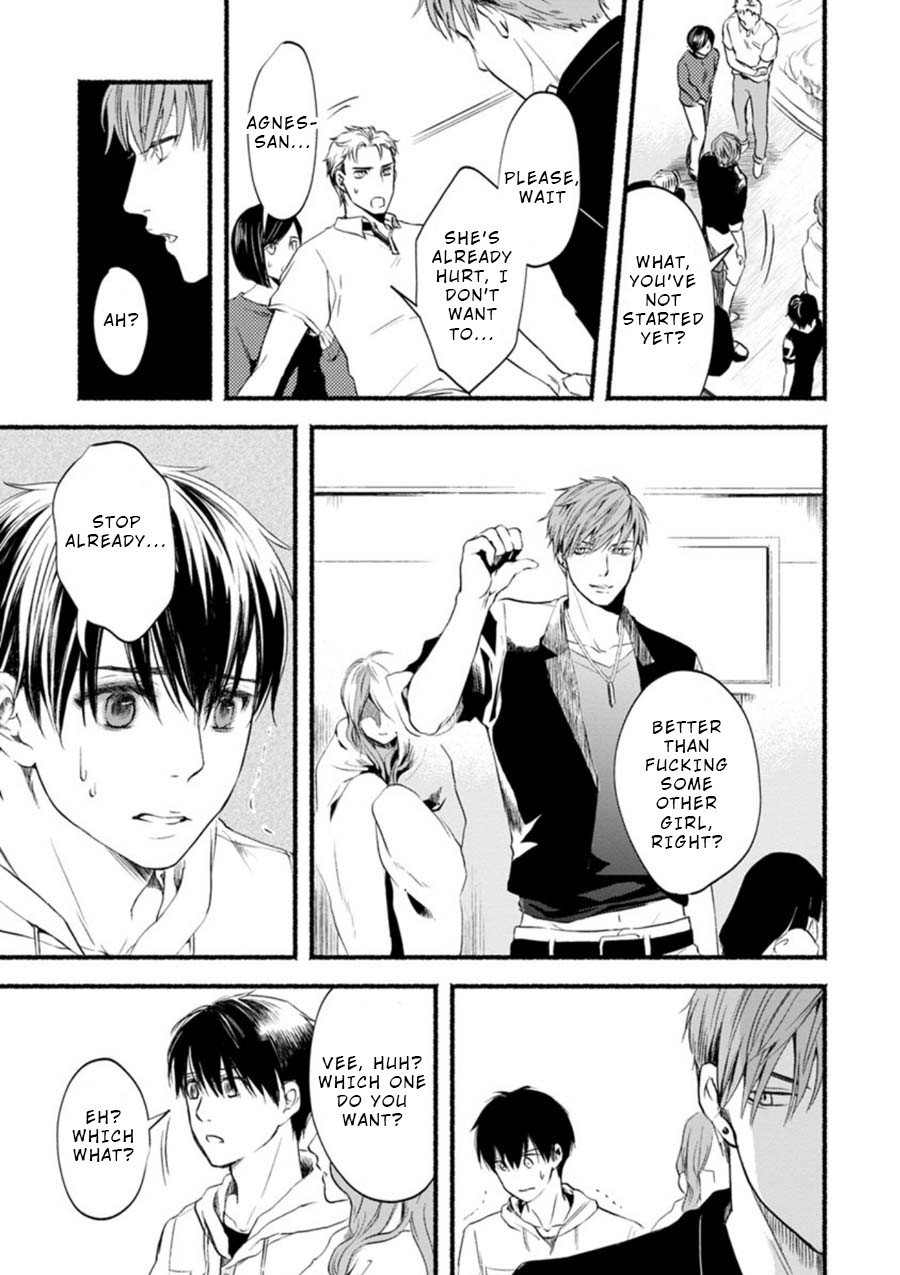 WHAT,
YOU'VE
NOT
STARTED
YET?
PLEASE,
WAIT
SHE'S
ALREADY
HURT, I
DON'T
WANT
TO...
AGNES-
SAN...
AH?
BETTER
THAN
FUCKING
SOME
OTHER
GIRL,
RIGHT?
STOP
ALREADY...
VEE, HUH?
WHICH ONE
DO YOU
WANT?
EH?
WHICH
WHAT?